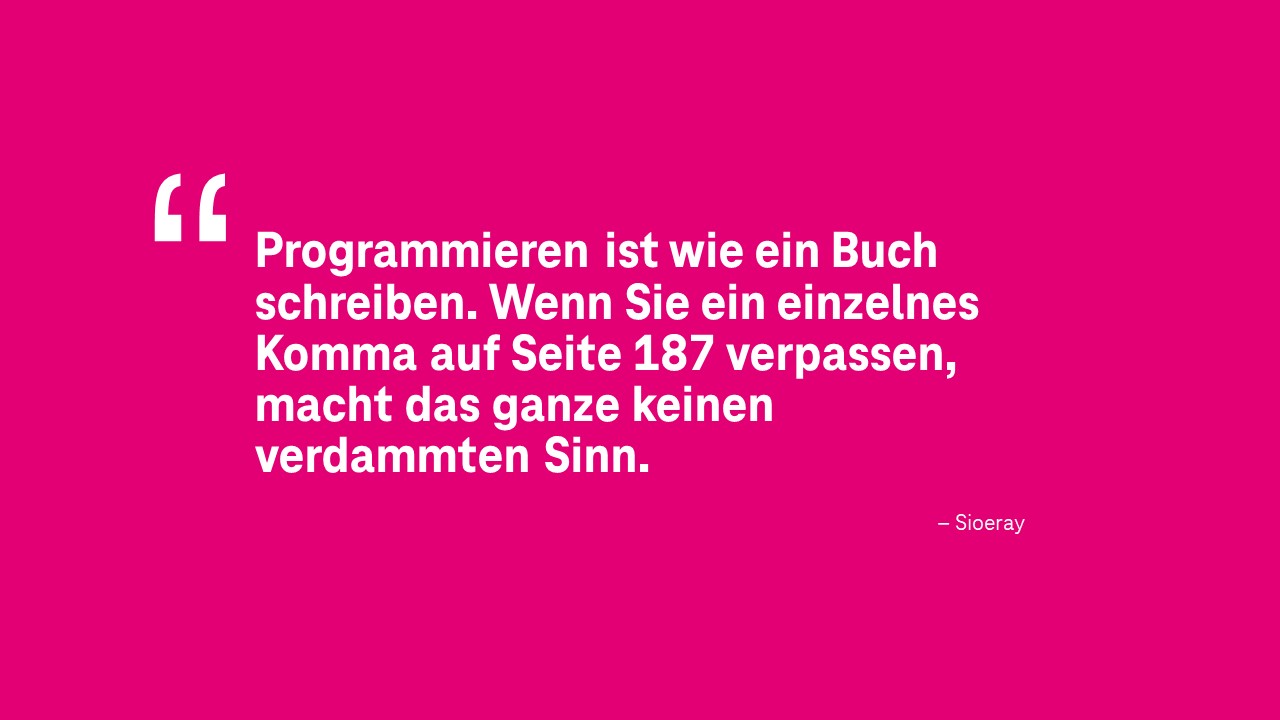 “
Programmieren ist wie ein Buch
schreiben. Wenn Sie ein einzelnes
Komma auf Seite 187 verpassen,
macht das ganze keinen
verdammten Sinn.
– Sioeray